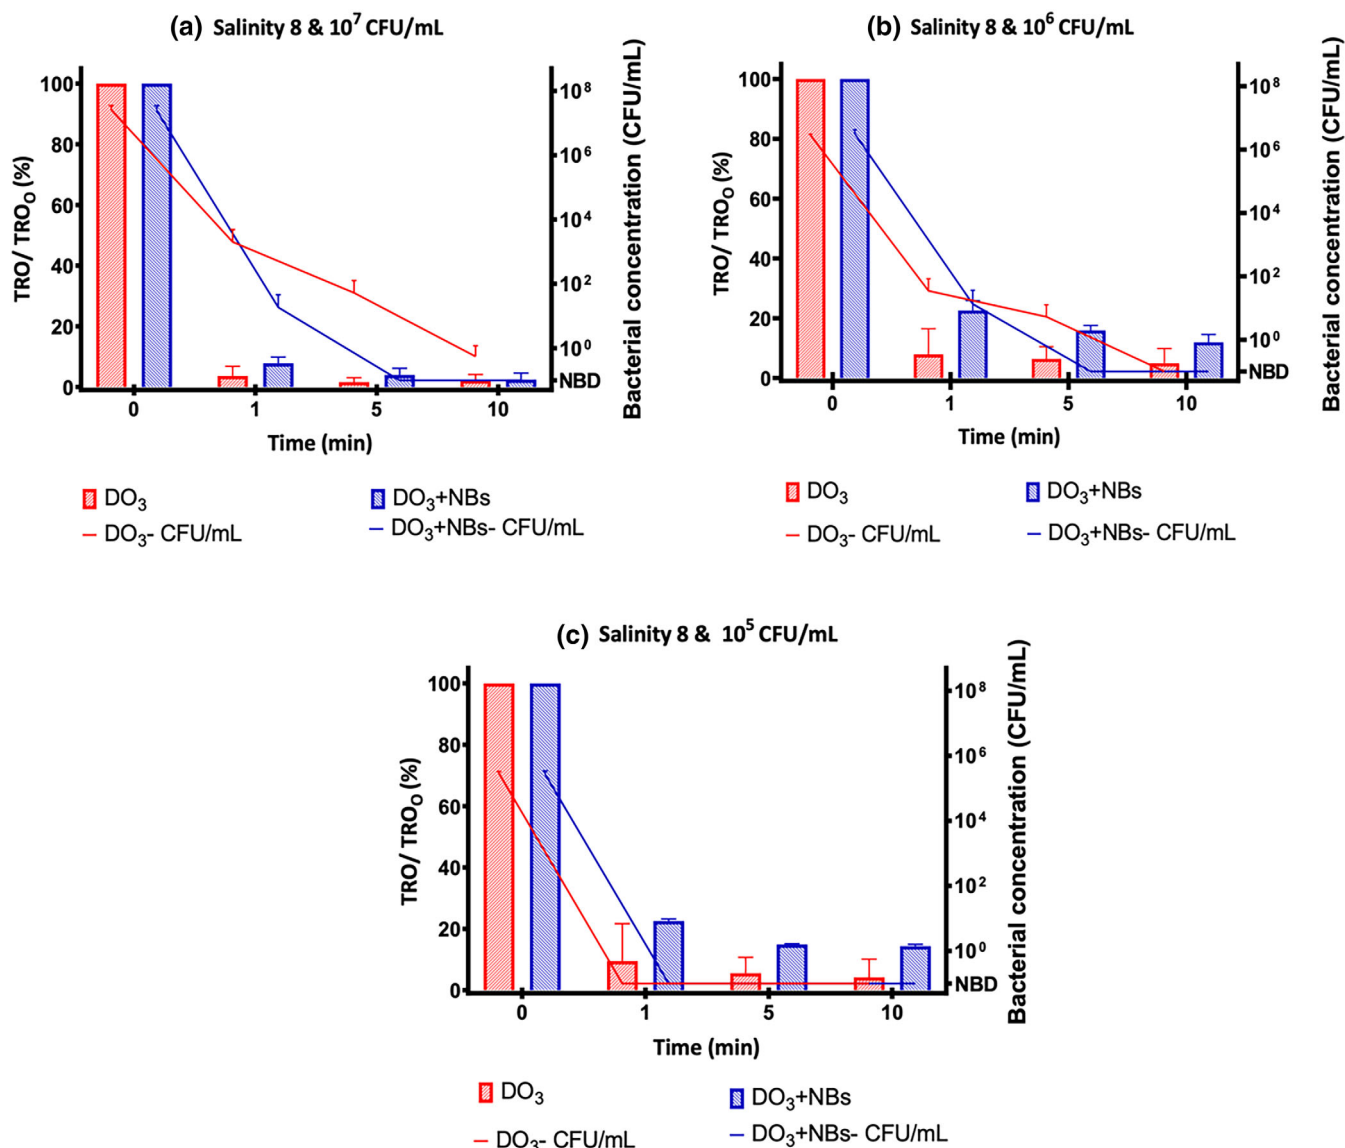 (a) Salinity 8 & 10⁷ CFU/mL
TRO/ TRO₀ (%)
100
80
60
40
20
0
Bacterial concentration (CFU/mL)
10⁸
10⁶
10⁴
10²
10⁰
NBD
0 1 5 10
Time (min)
DO₃ DO₃+NBs
DO₃- CFU/mL DO₃+NBs- CFU/mL
(b) Salinity 8 & 10⁶ CFU/mL
TRO/ TRO₀ (%)
100
80
60
40
20
0
Bacterial concentration (CFU/mL)
10⁸
10⁶
10⁴
10²
10⁰
NBD
0 1 5 10
Time (min)
DO₃ DO₃+NBs
DO₃- CFU/mL DO₃+NBs- CFU/mL
(c) Salinity 8 & 10⁵ CFU/mL
TRO/ TRO₀ (%)
100
80
60
40
20
0
Bacterial concentration (CFU/mL)
10⁸
10⁶
10⁴
10²
10⁰
NBD
0 1 5 10
Time (min)
DO₃ DO₃+NBs
DO₃- CFU/mL DO₃+NBs- CFU/mL